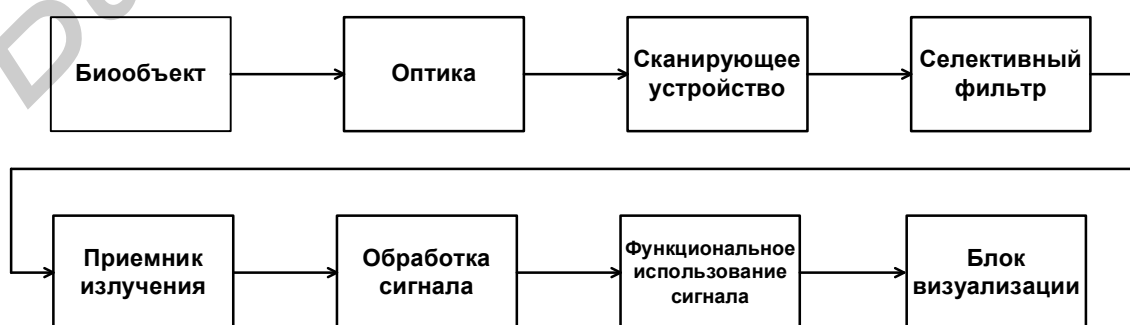 Биообъект
Оптика
Сканирующее
устройство
Селективный
фильтр
Приемник
излучения
Обработка
сигнала
Функциональное
использование
сигнала
Блок
визуализации